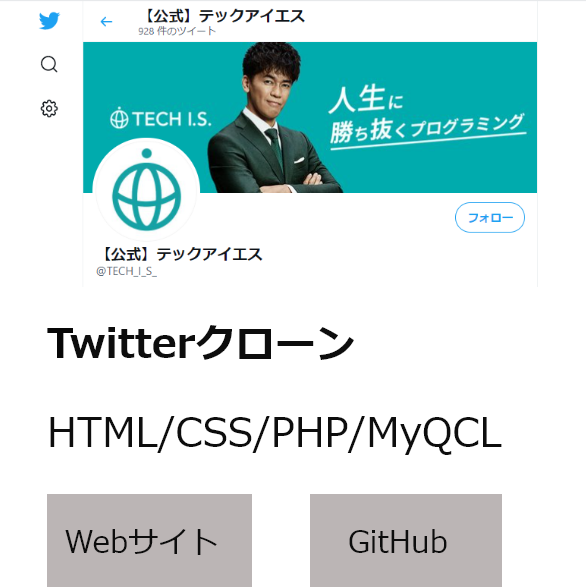 【公式】テックアイエス
928 件のツイート
TECH I.S.
人生に
勝ち抜くプログラミング
フォロー
【公式】テックアイエス
@TECH_I_S_
Twitterクローン
HTML/CSS/PHP/MyQCL
Webサイト
GitHub